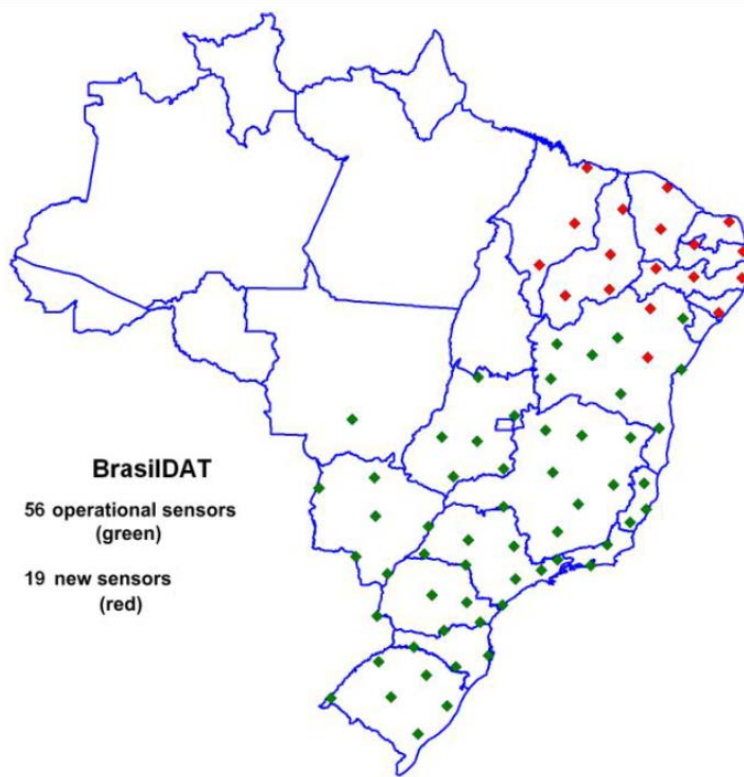 BrasilDAT
56 operational sensors
(green)
19 new sensors
(red)